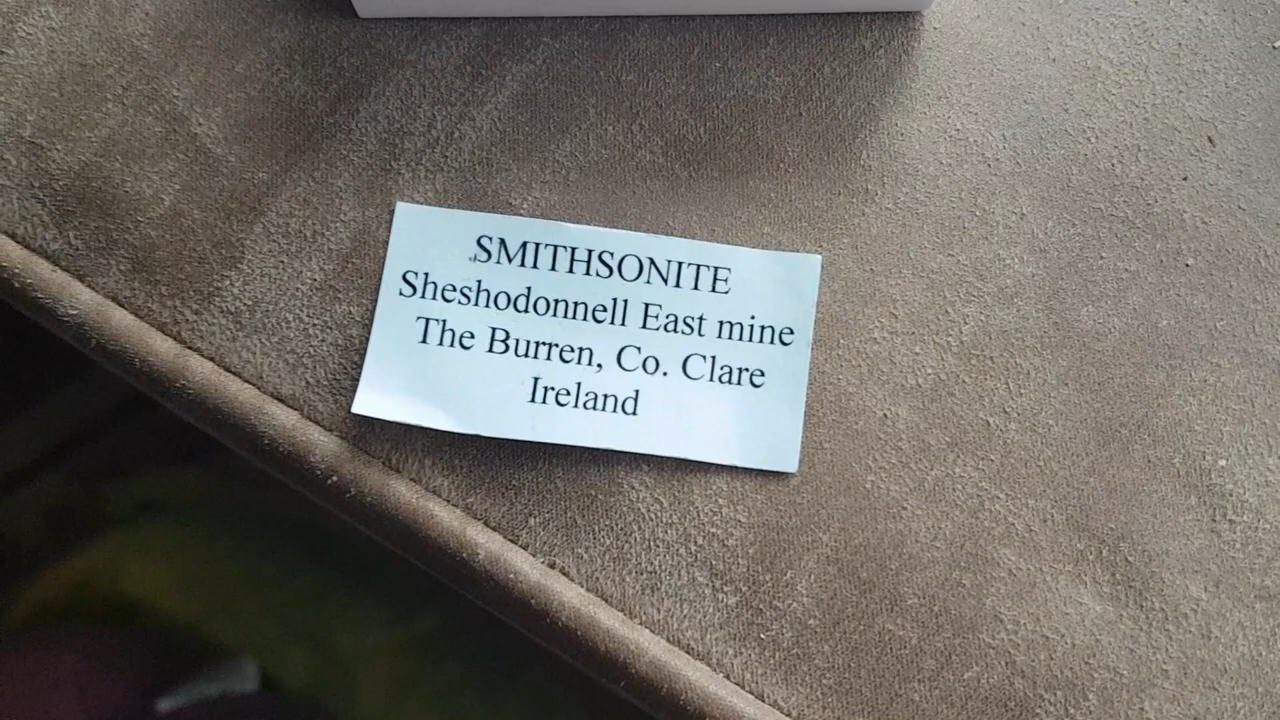 SMITHSONITE
Sheshodonnell East mine
The Burren, Co. Clare
Ireland